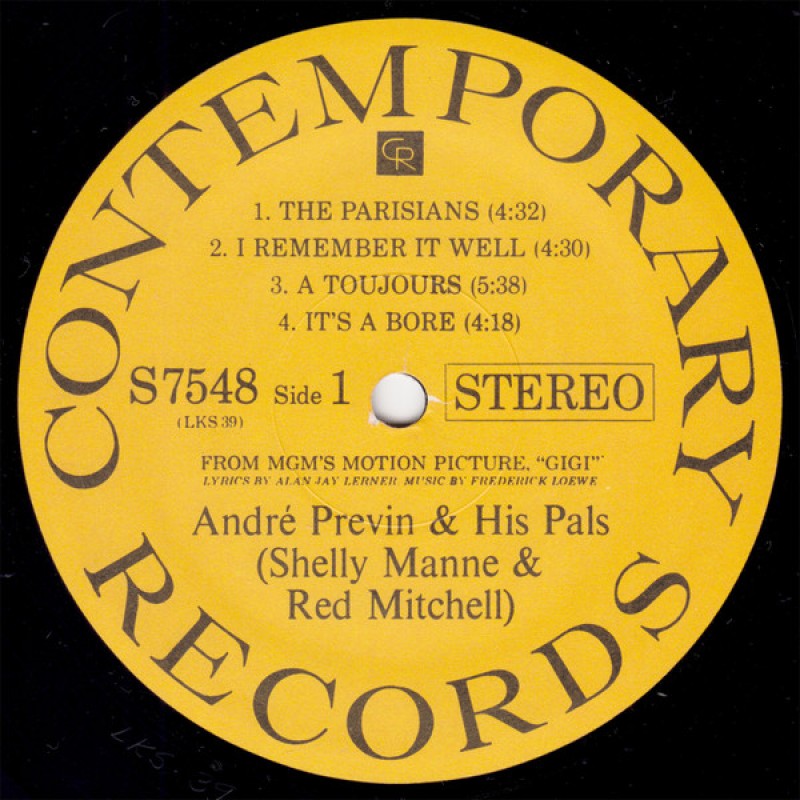 CONTEMPORARY
CR
1. THE PARISIANS (4:32)
2. I REMEMBER IT WELL (4:30)
3. A TOUJOURS (5:38)
4. IT'S A BORE (4:18)
S7548 Side 1 STEREO
(LKS 39)
FROM MGM'S MOTION PICTURE, "GIGI"
LYRICS BY ALAN JAY LERNER MUSIC BY FREDERICK LOEWE
André Previn & His Pals
(Shelly Manne &
Red Mitchell)
RECORDS
LKS. 39